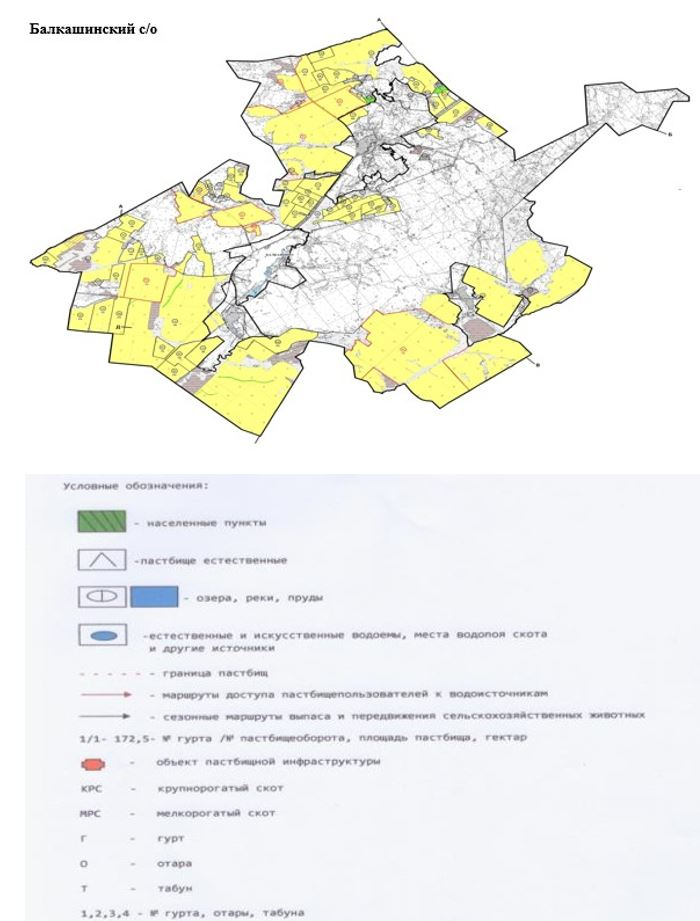 Балкашинский с/о
А
Б
А
В
В
Условные обозначения:
- населенные пункты
-пастбище естественные
- озера, реки, пруды
-естественные и искусственные водоемы, места водопоя скота
и другие источники
- граница пастбищ
- маршруты доступа пастбищепользователей к водоисточникам
- сезонные маршруты выпаса и передвижения сельскохозяйственных животных
1/1- 172,5- № гурта /№ пастбищеоборота, площадь пастбища, гектар
- объект пастбищной инфраструктуры
КРС - крупнорогатый скот
МРС - мелкорогатый скот
Г - гурт
О - отара
Т - табун
1,2,3,4 - № гурта, отары, табуна